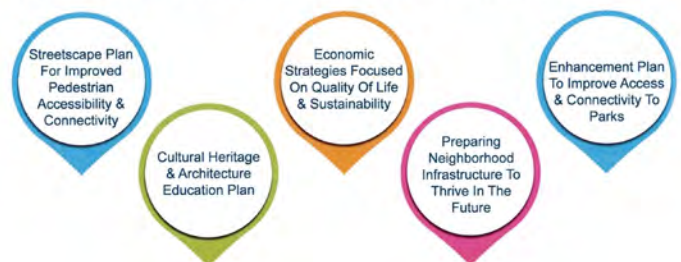 Streetscape Plan
For Improved
Pedestrian
Accessibility &
Connectivity
Cultural Heritage
& Architecture
Education Plan
Economic
Strategies Focused
On Quality Of Life
& Sustainability
Preparing
Neighborhood
Infrastructure To
Thrive In The
Future
Enhancement Plan
To Improve Access
& Connectivity To
Parks